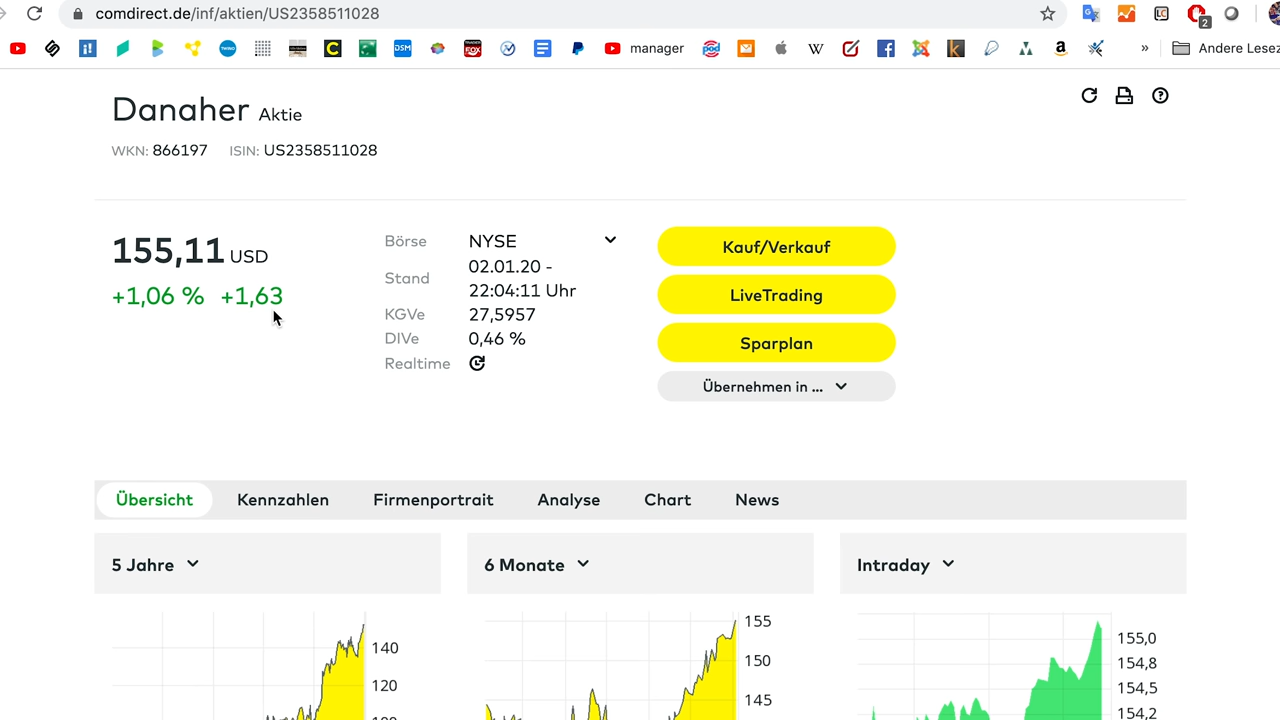 comdirect.de/inf/aktien/US2358511028
2
manager
»
Andere Lesez
Danaher Aktie
WKN: 866197 ISIN: US2358511028
155,11 USD
+1,06 % +1,63
Börse NYSE
Stand 02.01.20 -
22:04:11 Uhr
KGVe 27,5957
DIVe 0,46 %
Realtime
Kauf/Verkauf
LiveTrading
Sparplan
Übernehmen in ...
Übersicht Kennzahlen Firmenportrait Analyse Chart News
5 Jahre
6 Monate
Intraday
140
120
155
150
145
155,0
154,8
154,5
154,2